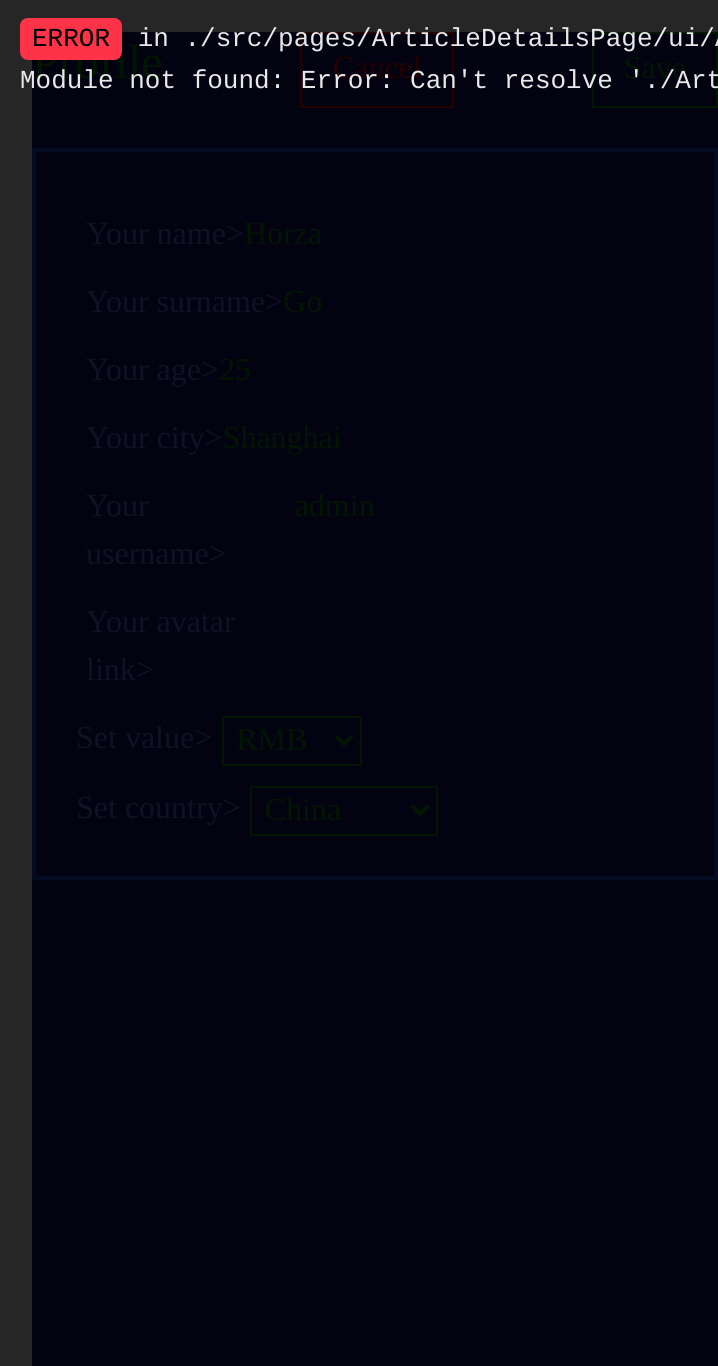 ERROR in ./src/pages/ArticleDetailsPage/ui/
Module not found: Error: Can't resolve './Art
Profile Cancel Save
Your name>Horza
Your surname>Go
Your age>25
Your city>Shanghai
Your admin
username>
Your avatar
link>
Set value> RMB
Set country> China